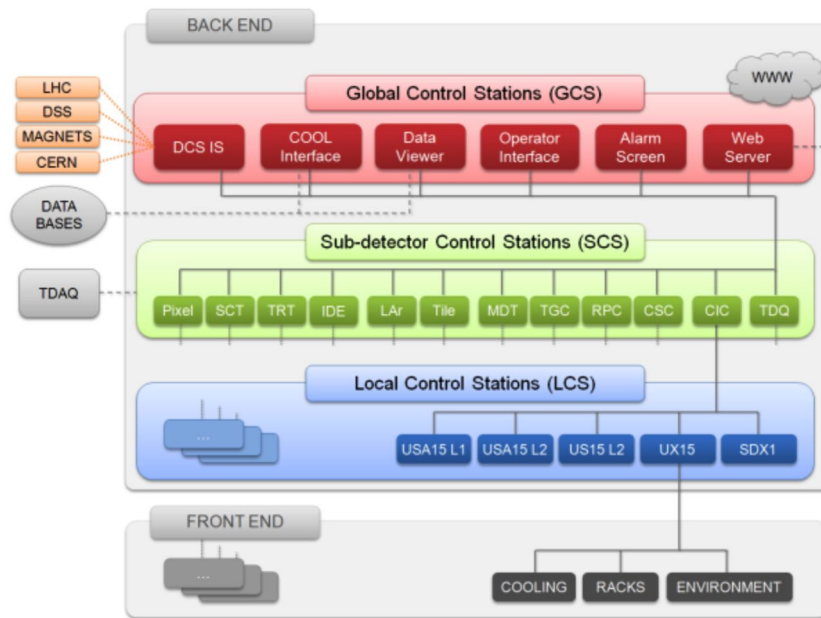 BACK END
WWW
LHC
DSS
MAGNETS
CERN
Global Control Stations (GCS)
DCS IS
COOL
Interface
Data
Viewer
Operator
Interface
Alarm
Screen
Web
Server
DATA
BASES
Sub-detector Control Stations (SCS)
TDAQ
Pixel
SCT
TRT
IDE
LAr
Tile
MDT
TGC
RPC
CSC
CIC
TDQ
Local Control Stations (LCS)
...
USA15 L1
USA15 L2
US15 L2
UX15
SDX1
FRONT END
...
COOLING
RACKS
ENVIRONMENT